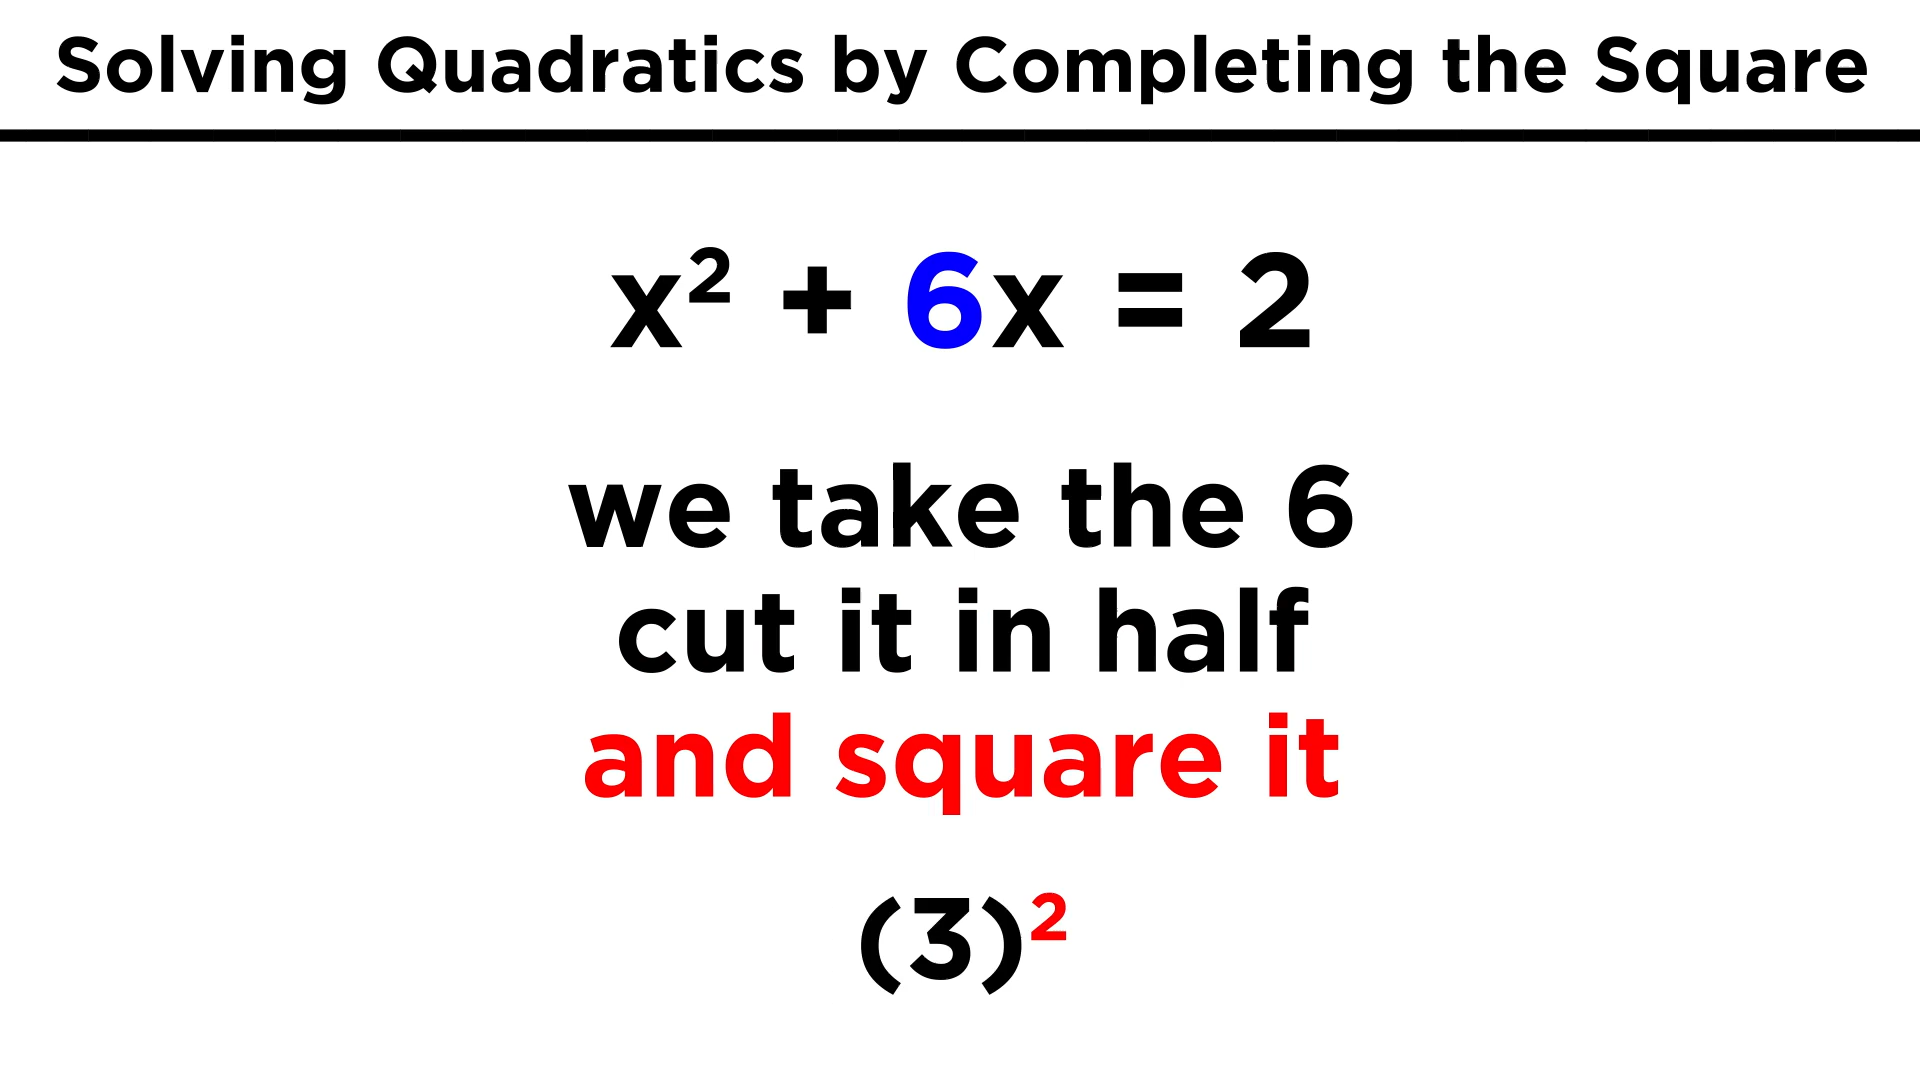 Solving Quadratics by Completing the Square
x² + 6x = 2
we take the 6
cut it in half
and square it
(3)²